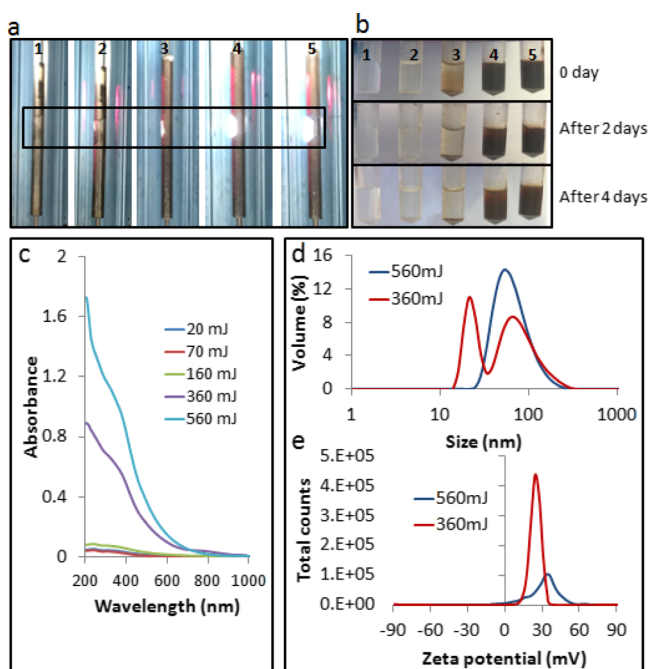 a
1 2 3 4 5
b
1 2 3 4 5
0 day
After 2 days
After 4 days
c
2
1.6
1.2
0.8
0.4
0
Absorbance
20 mJ
70 mJ
160 mJ
360 mJ
560 mJ
200 400 600 800 1000
Wavelength (nm)
d
16
12
8
4
0
Volume (%)
560mJ
360mJ
1 10 100 1000
Size (nm)
e
5.E+05
4.E+05
3.E+05
2.E+05
1.E+05
0.E+00
Total counts
560mJ
360mJ
-90 -60 -30 0 30 60 90
Zeta potential (mV)